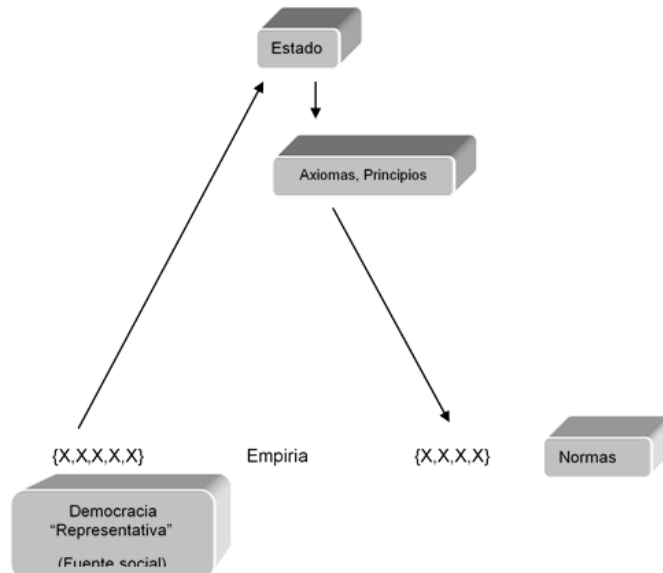 Estado
Axiomas, Principios
{X,X,X,X,X} Empiria {X,X,X,X} Normas
Democracia
“Representativa”
(Fuente social)